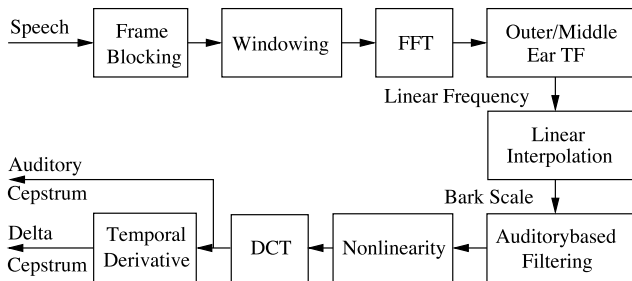 Speech
Frame
Blocking
Windowing
FFT
Outer/Middle
Ear TF
Linear Frequency
Linear
Interpolation
Bark Scale
Auditorybased
Filtering
Nonlinearity
DCT
Temporal
Derivative
Auditory
Cepstrum
Delta
Cepstrum